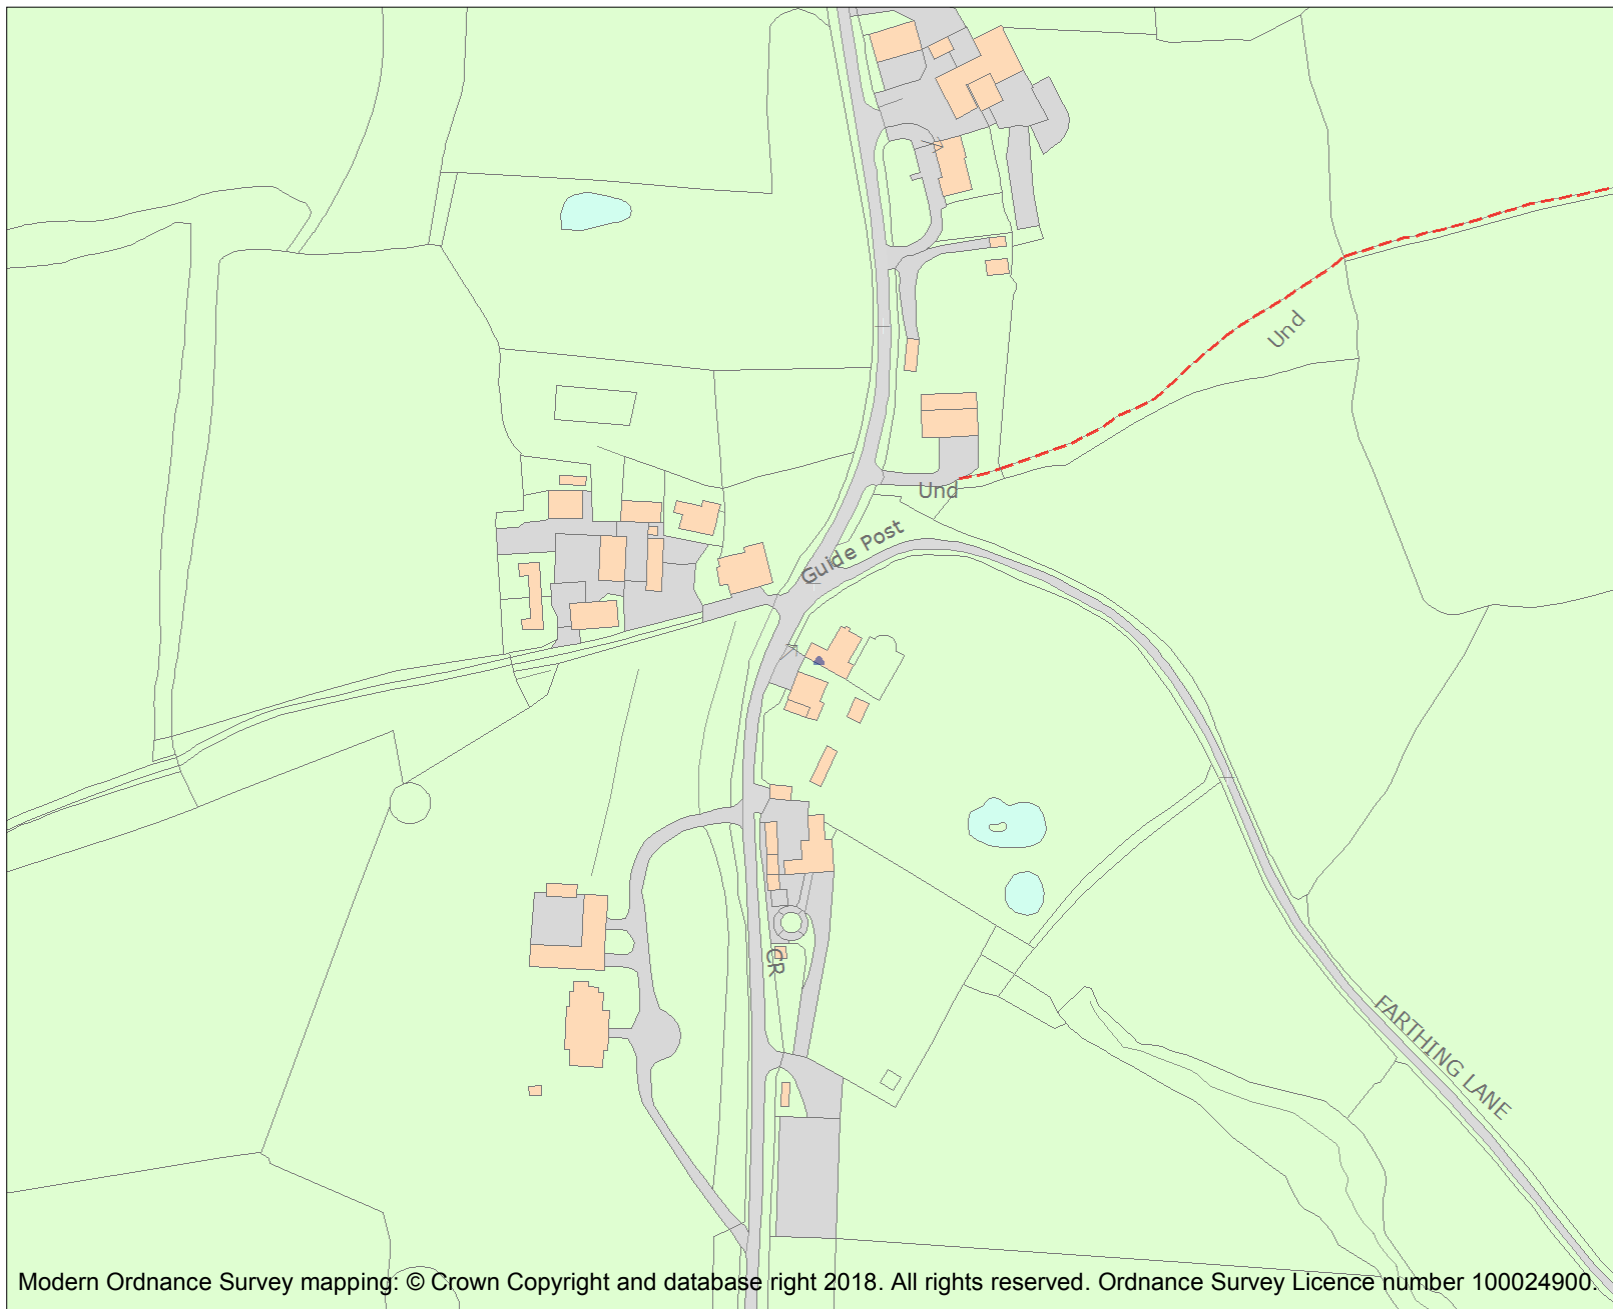 Und
Und
Guide Post
CR
FARTHING LANE
Modern Ordnance Survey mapping: © Crown Copyright and database right 2018. All rights reserved. Ordnance Survey Licence number 100024900.